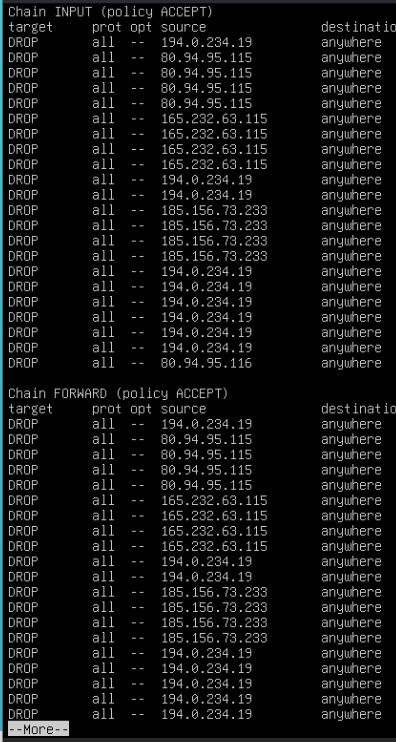 Chain INPUT (policy ACCEPT)
target prot opt source destinatio
DROP all -- 194.0.234.19 anywhere
DROP all -- 80.94.95.115 anywhere
DROP all -- 80.94.95.115 anywhere
DROP all -- 80.94.95.115 anywhere
DROP all -- 80.94.95.115 anywhere
DROP all -- 165.232.63.115 anywhere
DROP all -- 165.232.63.115 anywhere
DROP all -- 165.232.63.115 anywhere
DROP all -- 165.232.63.115 anywhere
DROP all -- 194.0.234.19 anywhere
DROP all -- 194.0.234.19 anywhere
DROP all -- 185.156.73.233 anywhere
DROP all -- 185.156.73.233 anywhere
DROP all -- 185.156.73.233 anywhere
DROP all -- 185.156.73.233 anywhere
DROP all -- 194.0.234.19 anywhere
DROP all -- 194.0.234.19 anywhere
DROP all -- 194.0.234.19 anywhere
DROP all -- 194.0.234.19 anywhere
DROP all -- 194.0.234.19 anywhere
DROP all -- 194.0.234.19 anywhere
DROP all -- 80.94.95.116 anywhere
Chain FORWARD (policy ACCEPT)
target prot opt source destinatio
DROP all -- 194.0.234.19 anywhere
DROP all -- 80.94.95.115 anywhere
DROP all -- 80.94.95.115 anywhere
DROP all -- 80.94.95.115 anywhere
DROP all -- 80.94.95.115 anywhere
DROP all -- 165.232.63.115 anywhere
DROP all -- 165.232.63.115 anywhere
DROP all -- 165.232.63.115 anywhere
DROP all -- 165.232.63.115 anywhere
DROP all -- 194.0.234.19 anywhere
DROP all -- 194.0.234.19 anywhere
DROP all -- 185.156.73.233 anywhere
DROP all -- 185.156.73.233 anywhere
DROP all -- 185.156.73.233 anywhere
DROP all -- 185.156.73.233 anywhere
DROP all -- 194.0.234.19 anywhere
DROP all -- 194.0.234.19 anywhere
DROP all -- 194.0.234.19 anywhere
DROP all -- 194.0.234.19 anywhere
DROP all -- 194.0.234.19 anywhere
--More--